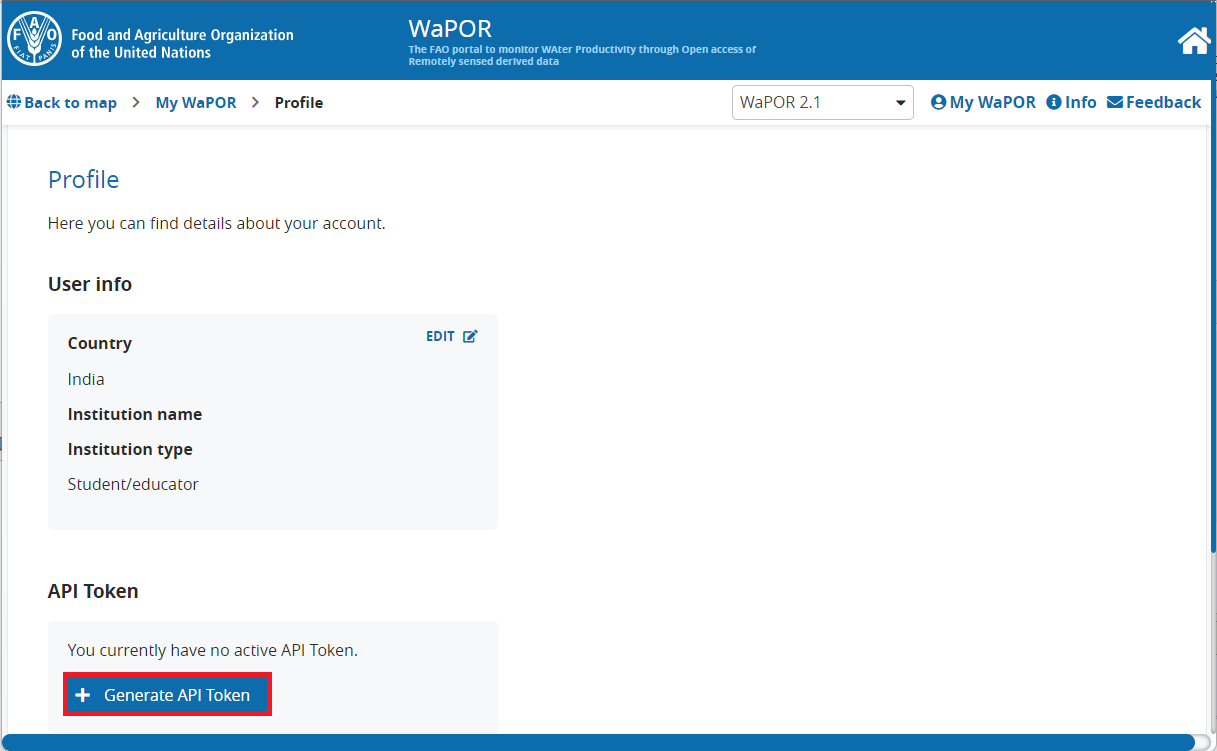 F A O
FIAT PANIS
Food and Agriculture Organization
of the United Nations
WaPOR
The FAO portal to monitor WAter Productivity through Open access of
Remotely sensed derived data
Back to map > My WaPOR > Profile
WaPOR 2.1
My WaPOR Info Feedback
Profile
Here you can find details about your account.
User info
Country
EDIT
India
Institution name
Institution type
Student/educator
API Token
You currently have no active API Token.
+ Generate API Token